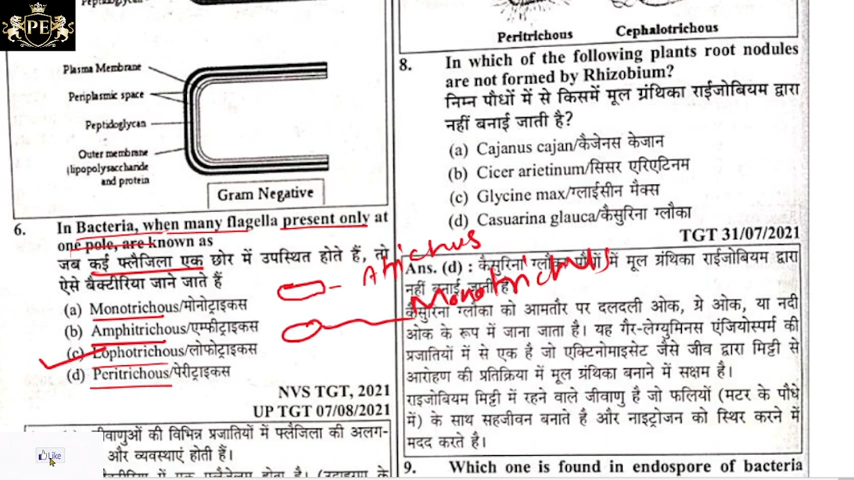 PE
Plasma Membrane
Periplasmic space
Peptidoglycan
Outer membrane
(lipopolysacchande
and protein
Gram Negative
6. In Bacteria, when many flagella present only at
one pole, are known as
जब कई फ्लैजिला एक छोर में उपस्थित होते हैं, तो
ऐसे बैक्टीरिया जाने जाते हैं
(a) Monotrichous/मोनोट्राइकस
(b) Amphitrichous/एम्फीट्राइकस
(c) Lophotrichous/लोफोट्राइकस
(d) Peritrichous/पेरीट्राइकस
NVS TGT, 2021
UP TGT 07/08/2021
जीवाणुओं की विभिन्न प्रजातियों में फ्लैजिला की अलग-
और व्यवस्थाएं होती हैं।
Like
Atrichus
Monotrichus
Peritrichous Cephalotrichous
8. In which of the following plants root nodules
are not formed by Rhizobium?
निम्न पौधों में से किसमें मूल ग्रंथिका राईजोबियम द्वारा
नहीं बनाई जाती है?
(a) Cajanus cajan/कैजेनस केजान
(b) Cicer arietinum/सिसर एरिएटिनम
(c) Glycine max/ग्लाईसीन मैक्स
(d) Casuarina glauca/कैसुरिना ग्लौका
TGT 31/07/2021
Ans. (d) : कैसुरिना ग्लौका पौधों में मूल ग्रंथिका राईजोबियम द्वारा
नहीं बनाई जाती है।
कैसुरिना ग्लौका को आमतौर पर दलदली ओक, ग्रे ओक, या नदी
ओक के रूप में जाना जाता है। यह गैर-लेग्युमिनस एंजियोस्पर्म की
प्रजातियों में से एक है जो एक्टिनोमाइसेट जैसे जीव द्वारा मिट्टी से
आरोहण की प्रतिक्रिया में मूल ग्रंथिका बनाने में सक्षम है।
राइजोबियम मिट्टी में रहने वाले जीवाणु है जो फलियों (मटर के पौधे
में) के साथ सहजीवन बनाते है और नाइट्रोजन को स्थिर करने में
मदद करते है।
9. Which one is found in endospore of bacteria